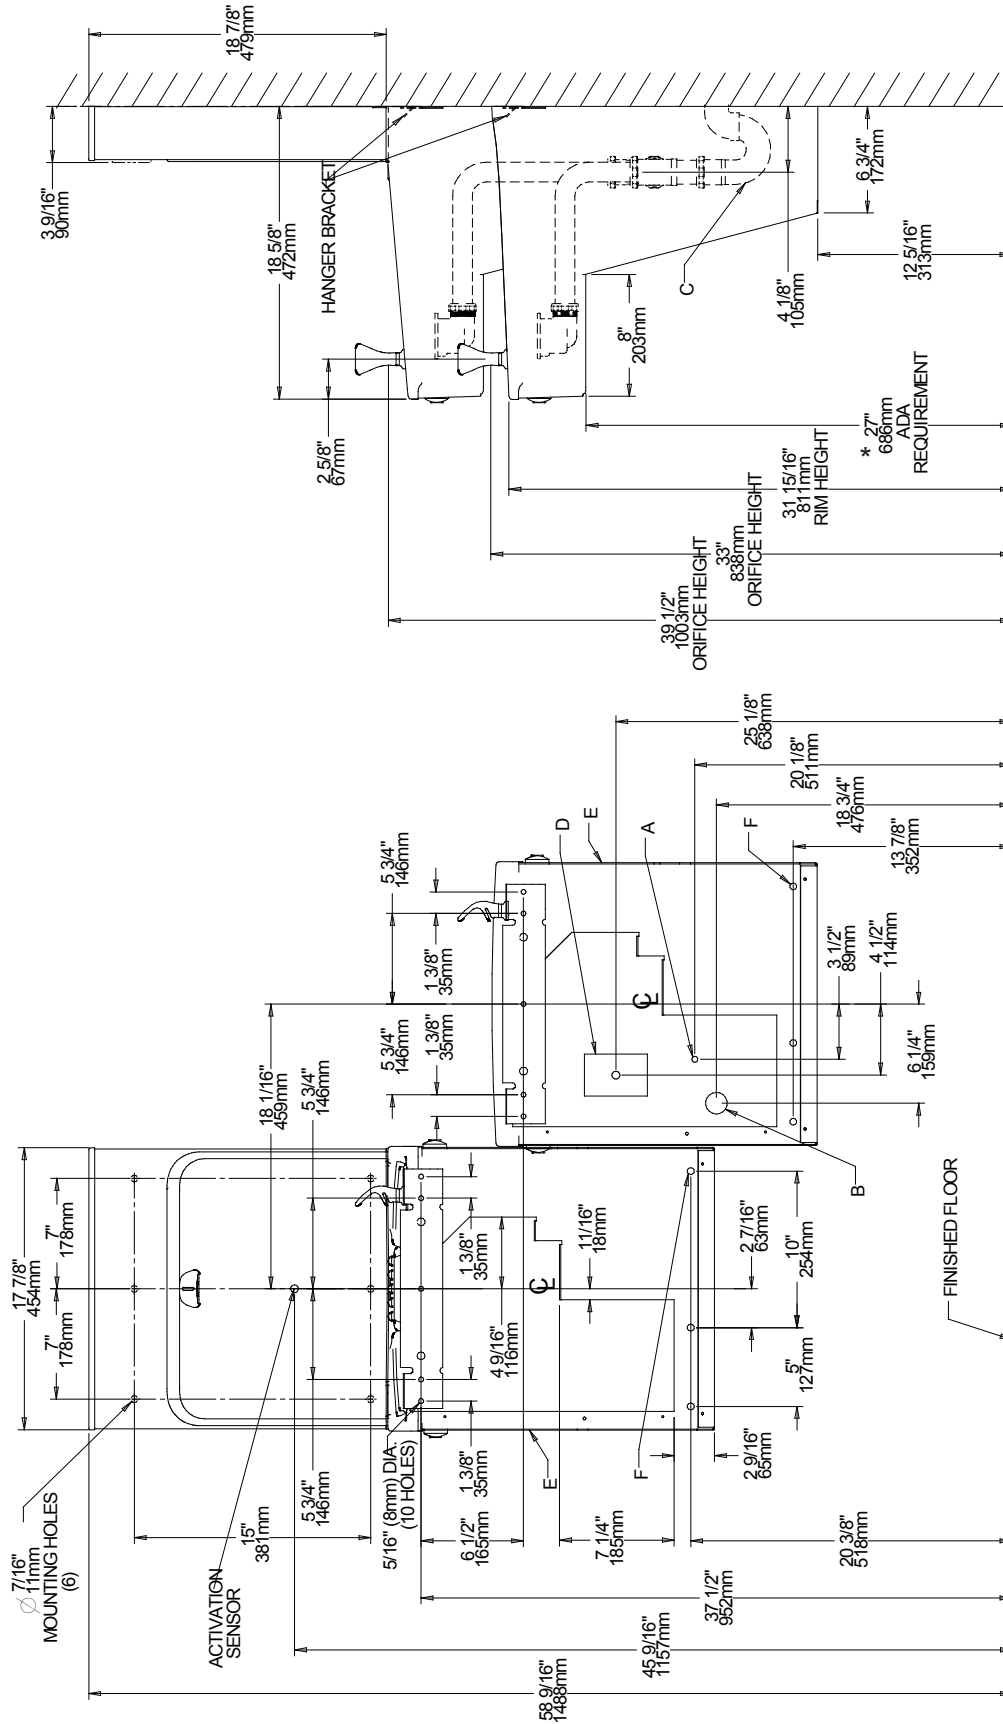 7/16"
11mm
MOUNTING HOLES
(6)
17 7/8"
454mm
7"
178mm
7"
178mm
15"
381mm
ACTIVATION
SENSOR
18 1/16"
459mm
5 3/4"
146mm
5 3/4"
146mm
5/16" (8mm) DIA.
(10 HOLES)
1 3/8"
35mm
1 3/8"
35mm
4 9/16"
116mm
11/16"
18mm
6 1/2"
165mm
7 1/4"
185mm
E
F
2 9/16"
65mm
5"
127mm
10"
254mm
2 7/16"
63mm
20 3/8"
518mm
37 1/2"
952mm
45 9/16"
1157mm
58 9/16"
1488mm
FINISHED FLOOR
5 3/4"
146mm
1 3/8"
35mm
5 3/4"
146mm
1 3/8"
35mm
CL
CL
D
E
A
F
B
3 1/2"
89mm
4 1/2"
114mm
6 1/4"
159mm
25 1/8"
638mm
20 1/8"
511mm
18 3/4"
476mm
13 7/8"
352mm
3 9/16"
90mm
18 7/8"
479mm
18 5/8"
472mm
HANGER BRACKET
2 5/8"
67mm
8"
203mm
C
4 1/8"
105mm
6 3/4"
172mm
12 5/16"
313mm
* 27"
686mm
ADA
REQUIREMENT
31 15/16"
811mm
RIM HEIGHT
33"
838mm
ORIFICE HEIGHT
39 1/2"
1003mm
ORIFICE HEIGHT